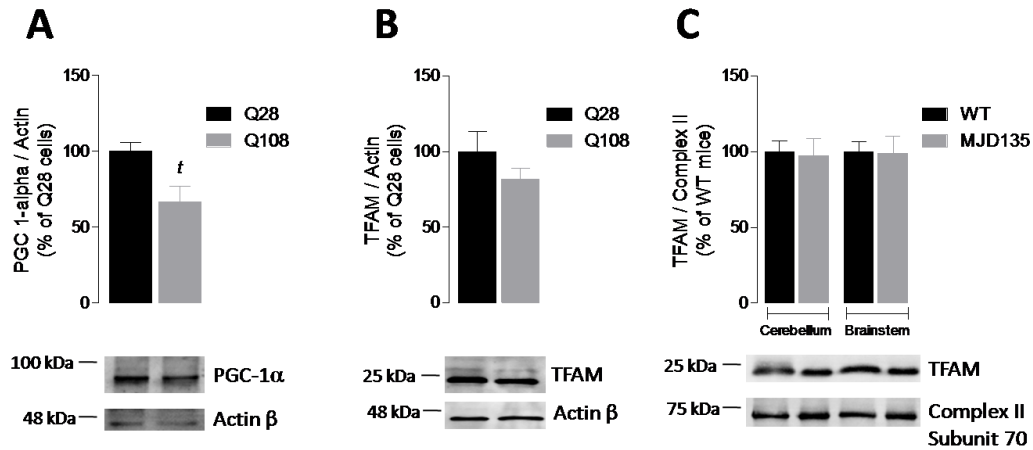 A
PGC 1-alpha / Actin
(% of Q28 cells)
150
100
50
0
t
Q28
Q108
100 kDa
PGC-1α
48 kDa
Actin β
B
TFAM / Actin
(% of Q28 cells)
150
100
50
0
Q28
Q108
25 kDa
TFAM
48 kDa
Actin β
C
TFAM / Complex II
(% of WT mice)
150
100
50
0
WT
MJD135
Cerebellum
Brainstem
25 kDa
TFAM
75 kDa
Complex II
Subunit 70